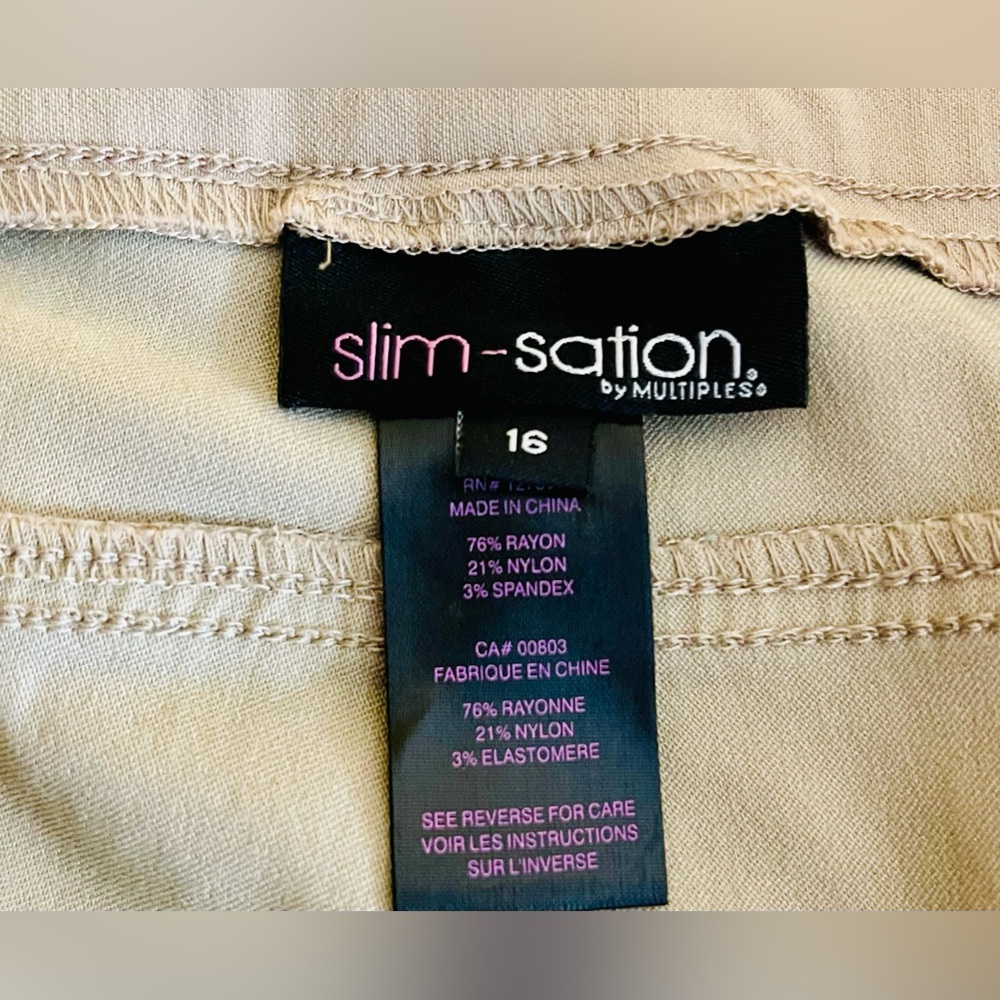 slim-sation®
by MULTIPLES®
16
RN#
MADE IN CHINA
76% RAYON
21% NYLON
3% SPANDEX
CA# 00803
FABRIQUE EN CHINE
76% RAYONNE
21% NYLON
3% ELASTOMERE
SEE REVERSE FOR CARE
VOIR LES INSTRUCTIONS
SUR L'INVERSE